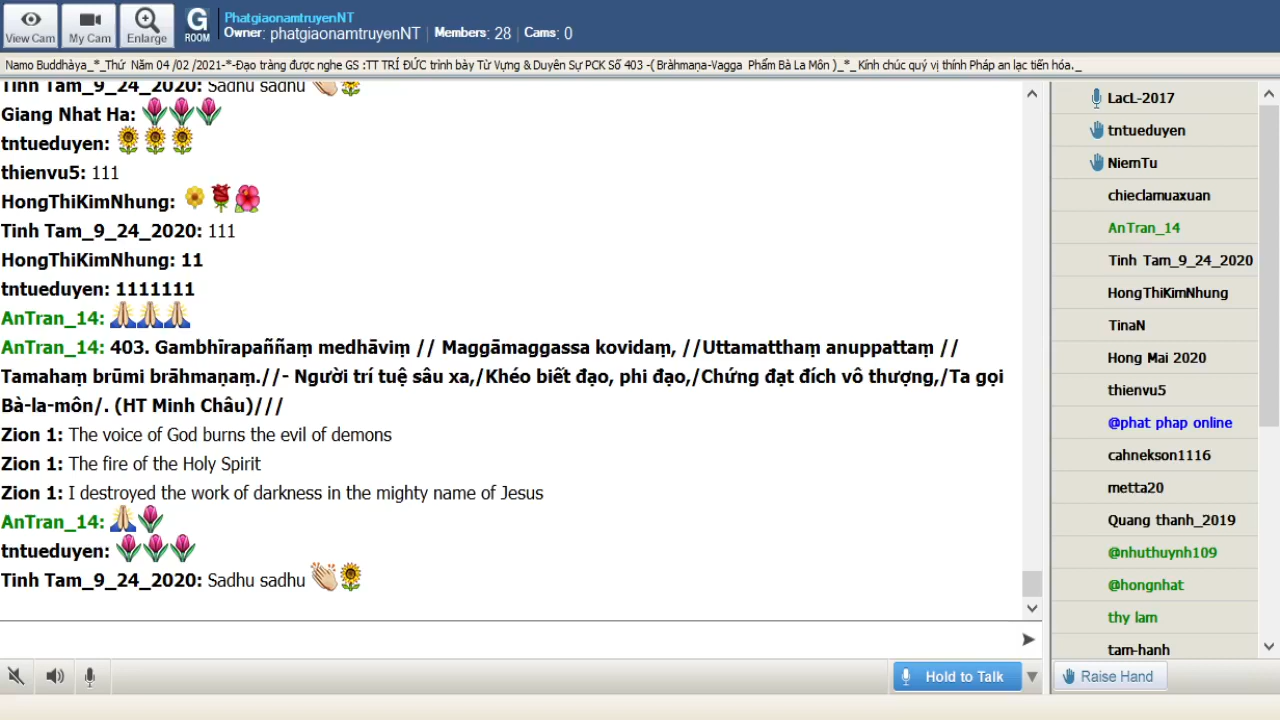 View Cam
My Cam
Enlarge
G
ROOM
PhatgiaonamtruyenNT
Owner: phatgiaonamtruyenNT | Members: 28 | Cams: 0
Namo Buddhàya_*_Thứ Năm 04 /02 /2021-*-Đạo tràng được nghe GS :TT TRÍ ĐỨC trình bày Từ Vựng & Duyên Sự PCK Số 403 -( Bràhmaṇa-Vagga Phẩm Bà La Môn )_*_ Kính chúc quý vị thính Pháp an lạc tiến hóa._
Tinh Tam_9_24_2020: Sadhu sadhu 👏🌻
Giang Nhat Ha: 🌷🌷🌷
tntueduyen: 🌻🌻🌻
thienvu5: 111
HongThiKimNhung: 🌼🌹🌺
Tinh Tam_9_24_2020: 111
HongThiKimNhung: 11
tntueduyen: 1111111
AnTran_14: 🙏🙏🙏
AnTran_14: 403. Gambhīrapaññaṃ medhāviṃ // Maggāmaggassa kovidaṃ, //Uttamatthaṃ anuppattaṃ //
Tamahaṃ brūmi brāhmaṇaṃ.//- Người trí tuệ sâu xa,/Khéo biết đạo, phi đạo,/Chứng đạt đích vô thượng,/Ta gọi
Bà-la-môn/. (HT Minh Châu)///
Zion 1: The voice of God burns the evil of demons
Zion 1: The fire of the Holy Spirit
Zion 1: I destroyed the work of darkness in the mighty name of Jesus
AnTran_14: 🙏🌷
tntueduyen: 🌷🌷🌷
Tinh Tam_9_24_2020: Sadhu sadhu 👏🌻
Hold to Talk
LacL-2017
tntueduyen
NiemTu
chieclamuaxuan
AnTran_14
Tinh Tam_9_24_2020
HongThiKimNhung
TinaN
Hong Mai 2020
thienvu5
@phat phap online
cahnekson1116
metta20
Quang thanh_2019
@nhuthuynh109
@hongnhat
thy lam
tam-hanh
Raise Hand